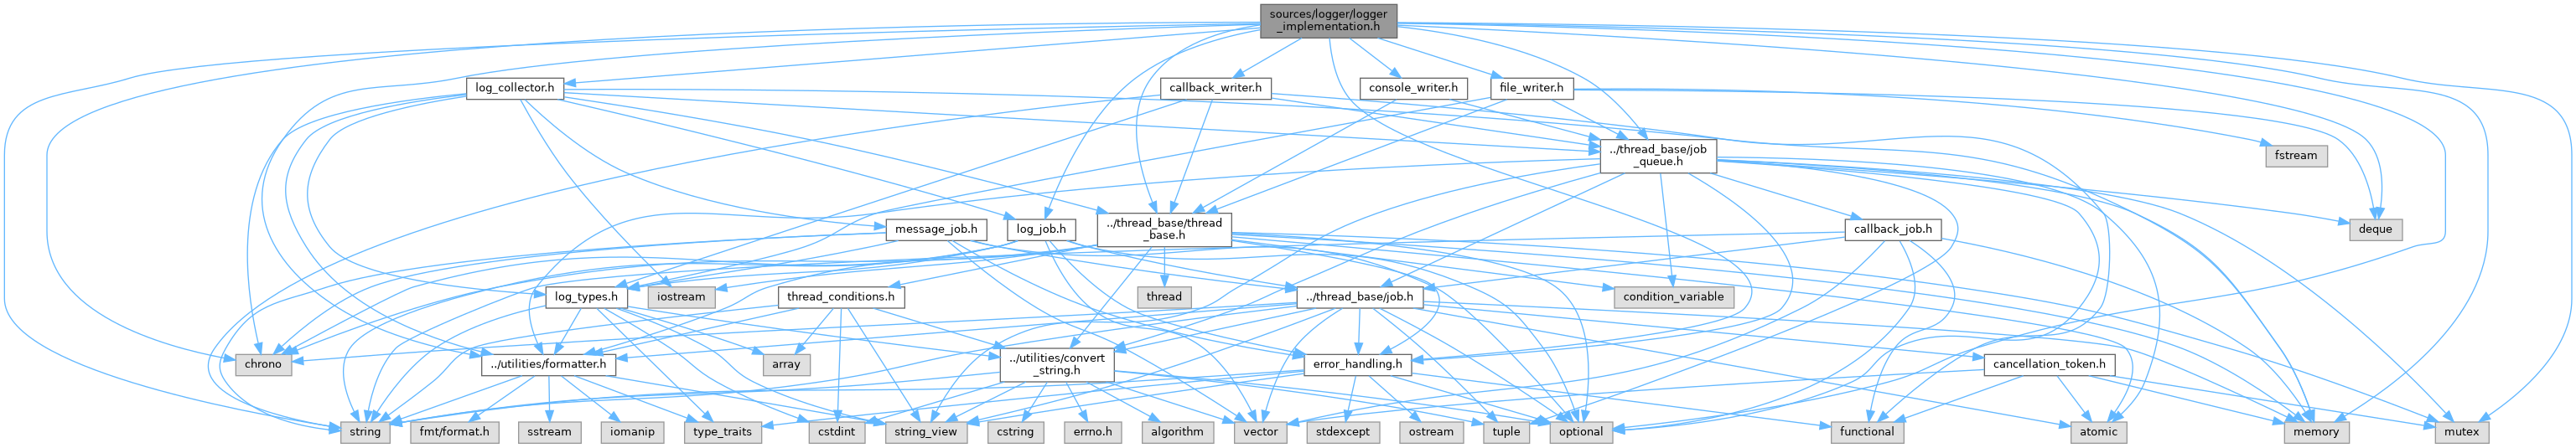 sources/logger/logger
_implementation.h
log_collector.h
callback_writer.h
console_writer.h
file_writer.h
../thread_base/job
_queue.h
fstream
message_job.h
log_job.h
../thread_base/thread
_base.h
callback_job.h
deque
log_types.h
iostream
thread_conditions.h
thread
../thread_base/job.h
condition_variable
chrono
../utilities/formatter.h
array
../utilities/convert
_string.h
error_handling.h
cancellation_token.h
string
fmt/format.h
sstream
iomanip
type_traits
cstdint
string_view
cstring
errno.h
algorithm
vector
stdexcept
ostream
tuple
optional
functional
atomic
memory
mutex